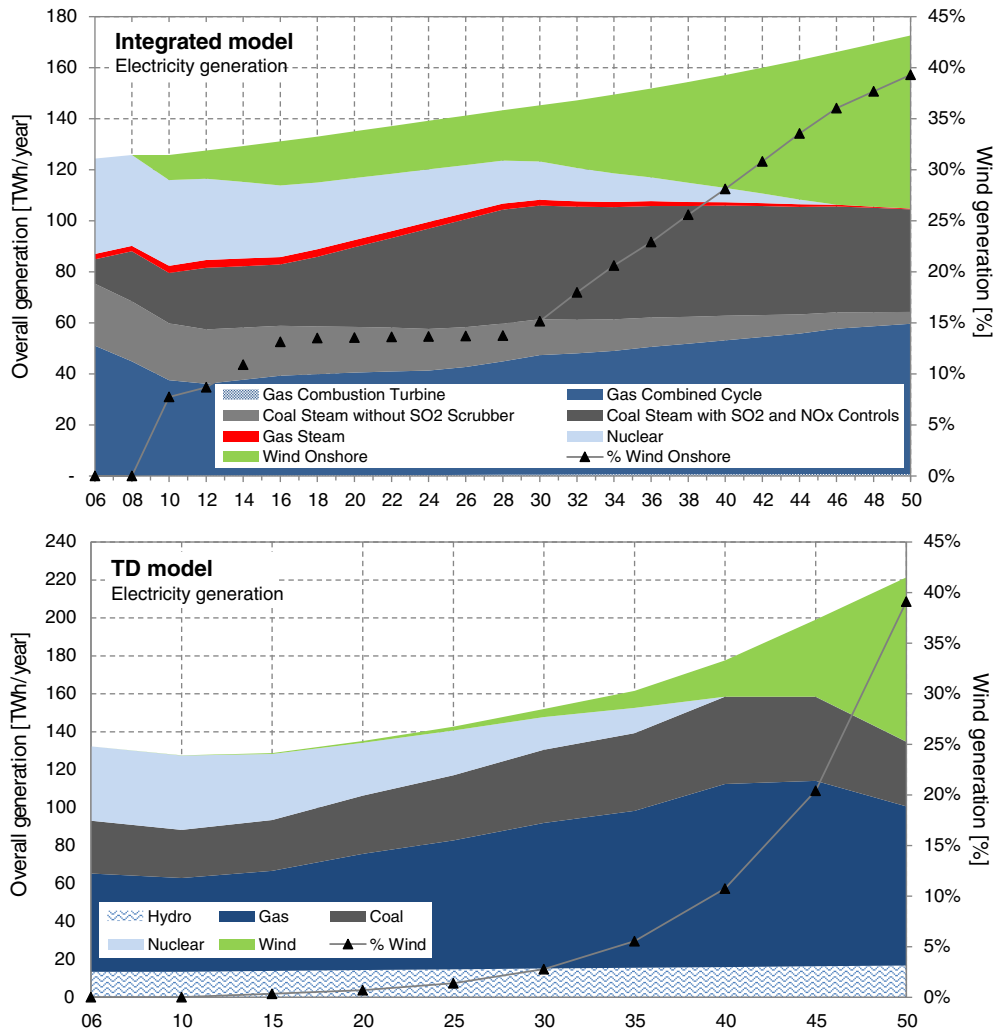 Integrated model
Electricity generation
Overall generation [TWh/year]
180
160
140
120
100
80
60
40
20
-
45%
40%
35%
30%
25%
20%
15%
10%
5%
0%
Wind generation [%]
Gas Combustion Turbine Gas Combined Cycle
Coal Steam without SO2 Scrubber Coal Steam with SO2 and NOx Controls
Gas Steam Nuclear
Wind Onshore % Wind Onshore
06 08 10 12 14 16 18 20 22 24 26 28 30 32 34 36 38 40 42 44 46 48 50
TD model
Electricity generation
Overall generation [TWh/year]
240
220
200
180
160
140
120
100
80
60
40
20
0
45%
40%
35%
30%
25%
20%
15%
10%
5%
0%
Wind generation [%]
Hydro Gas Coal
Nuclear Wind % Wind
06 10 15 20 25 30 35 40 45 50